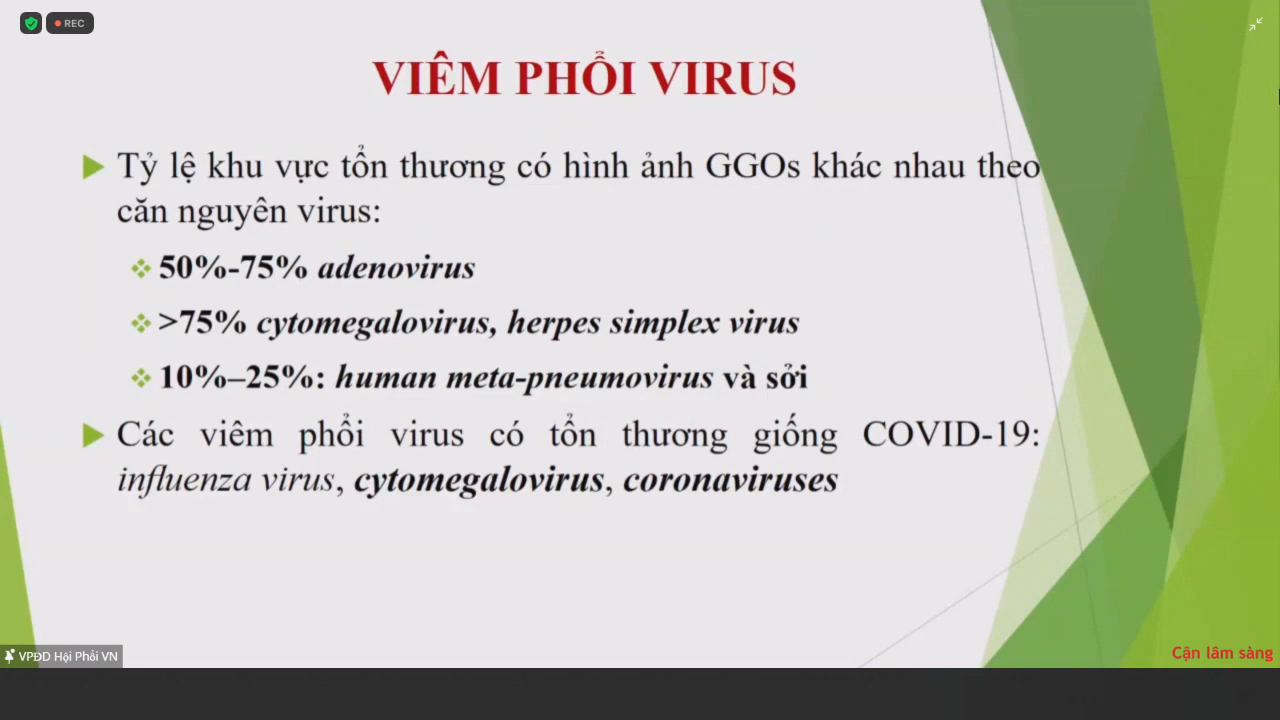 REC
VIÊM PHỔI VIRUS
Tỷ lệ khu vực tổn thương có hình ảnh GGOs khác nhau theo
căn nguyên virus:
50%-75% adenovirus
>75% cytomegalovirus, herpes simplex virus
10%–25%: human meta-pneumovirus và sởi
Các viêm phổi virus có tổn thương giống COVID-19:
influenza virus, cytomegalovirus, coronaviruses
VPĐD Hội Phổi VN
Cận lâm sàng